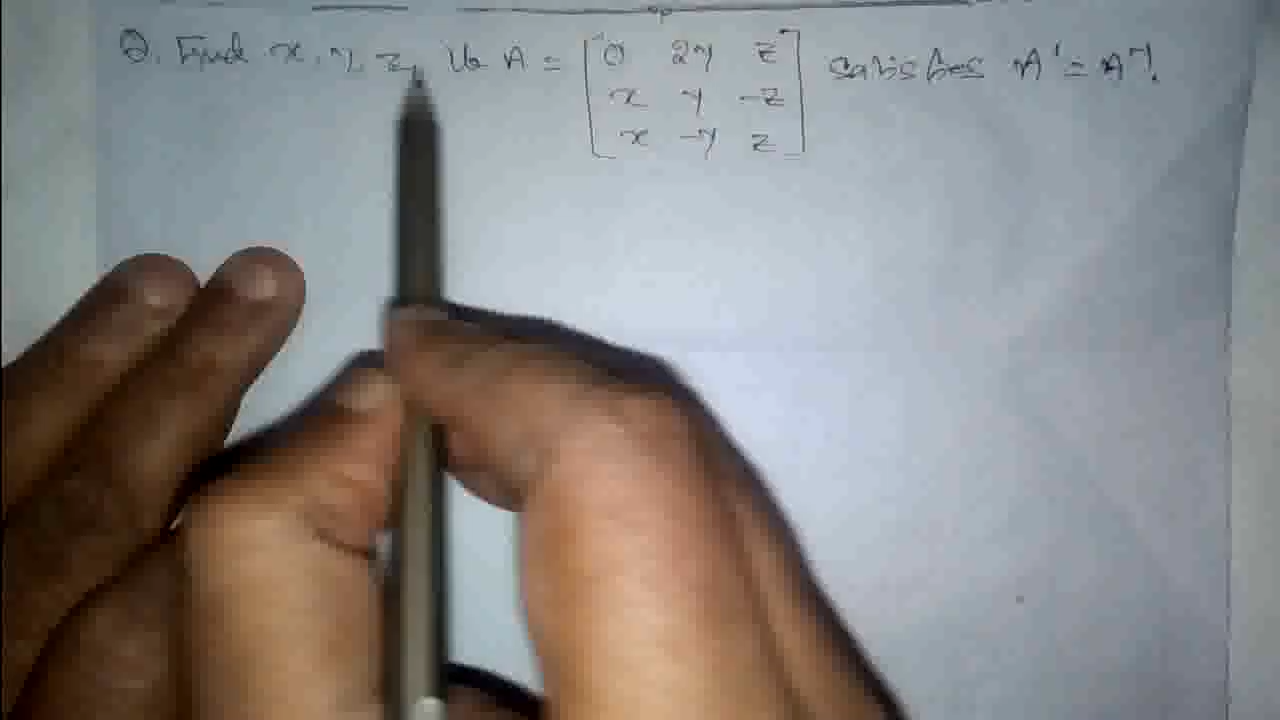 Q. Find x, y, z, if A = [ 0 2y z ] satisfies A' = A⁻¹.
x y -z
x -y z